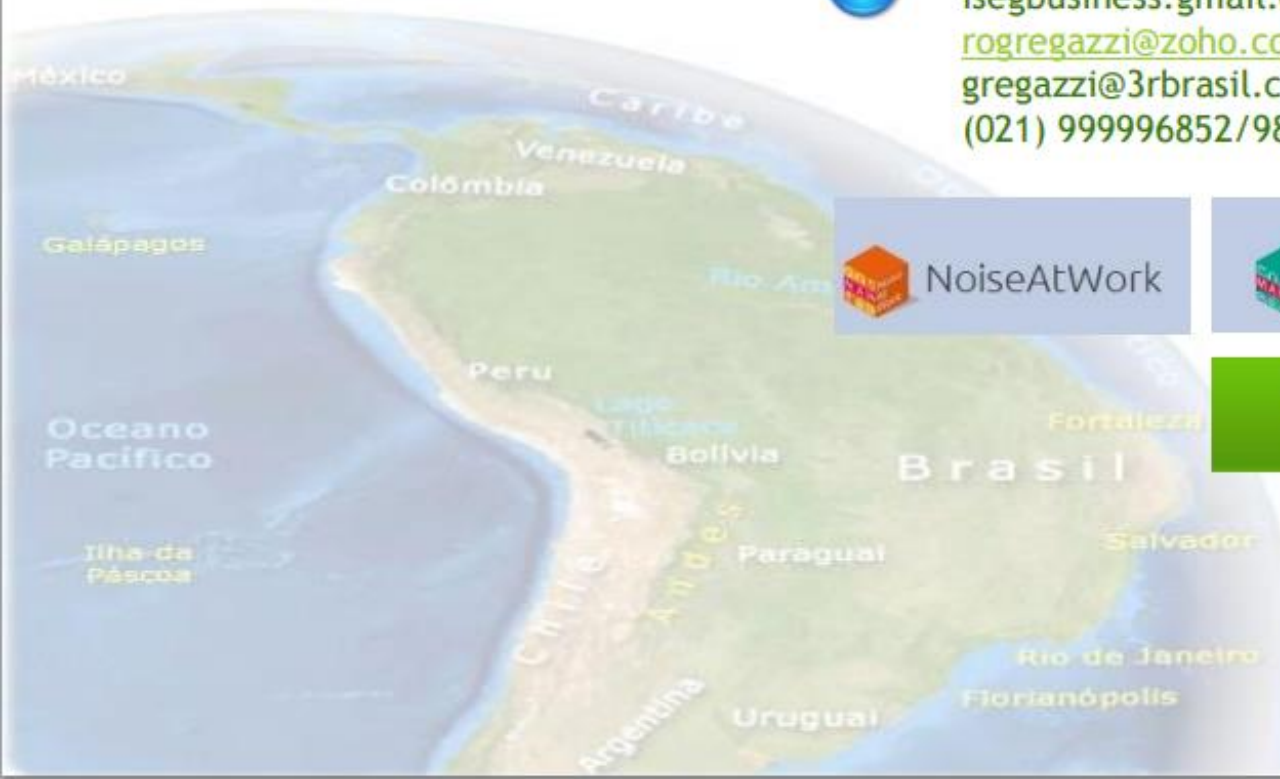 rogregazzi@zoho.co
gregazzi@3rbrasil.c
(021) 999996852/98
México
Caribe
Venezuela
Colômbia
Galápagos
NoiseAtWork
Peru
Oceano
Pacífico
Fortaleza
Bolívia
Brasil
Ilha da
Páscoa
Andes
Paraguai
Salvador
Chile
Rio de Janeiro
Florianópolis
Argentina
Uruguai